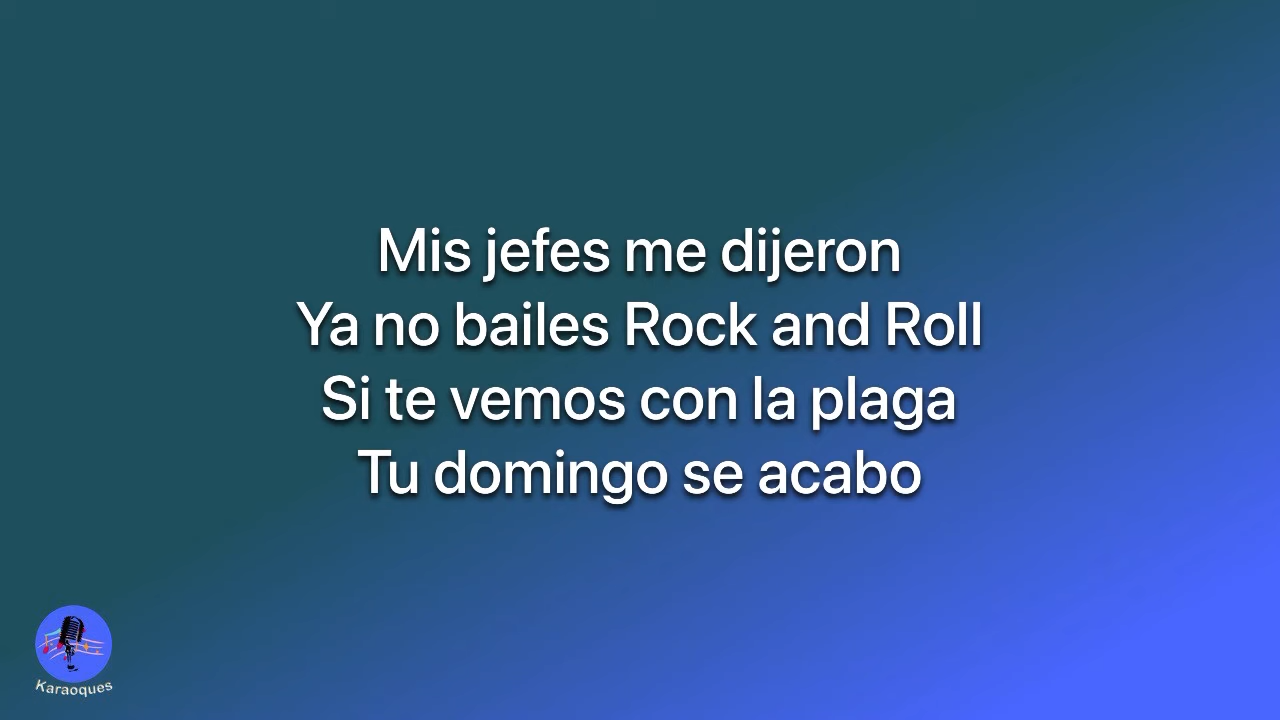 Mis jefes me dijeron
Ya no bailes Rock and Roll
Si te vemos con la plaga
Tu domingo se acabo
Karaoques